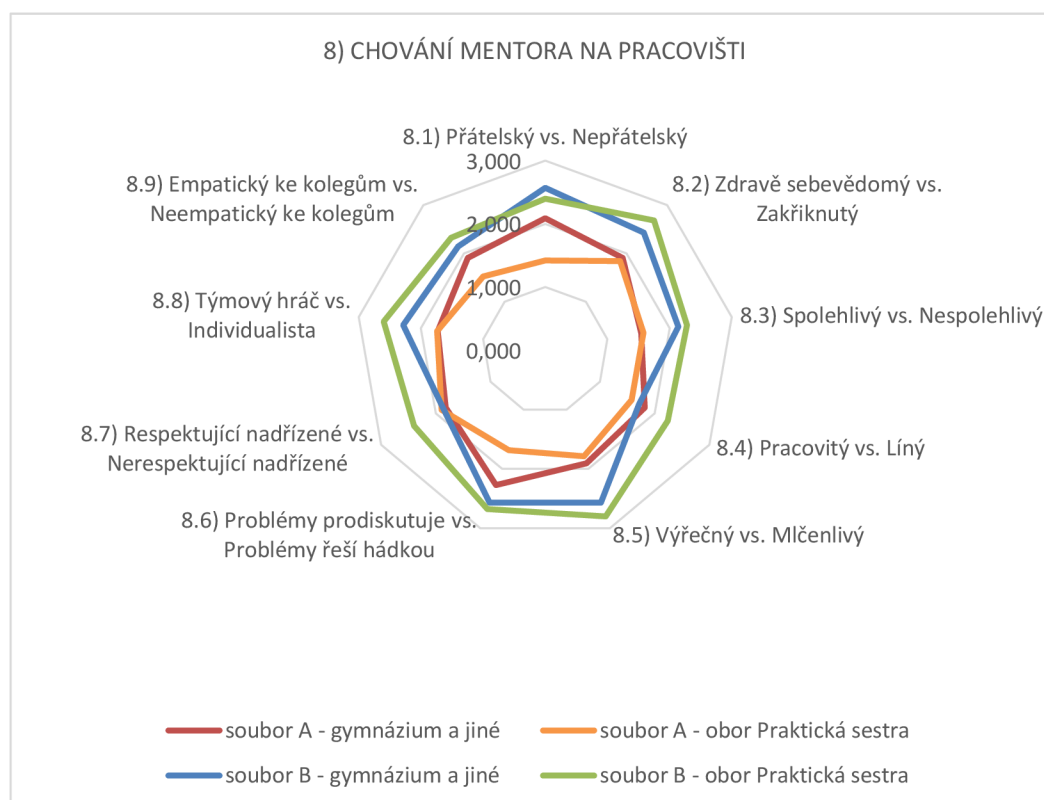 8) CHOVÁNÍ MENTORA NA PRACOVIŠTI
8.1) Přátelský vs. Nepřátelský
3,000
2,000
1,000
0,000
8.2) Zdravě sebevědomý vs.
Zakřiknutý
8.3) Spolehlivý vs. Nespolehlivý
8.4) Pracovitý vs. Líný
8.5) Výřečný vs. Mlčenlivý
8.6) Problémy prodiskutuje vs.
Problémy řeší hádkou
8.7) Respektující nadřízené vs.
Nerespektující nadřízené
8.8) Týmový hráč vs.
Individualista
8.9) Empatický ke kolegům vs.
Neempatický ke kolegům
soubor A - gymnázium a jiné
soubor A - obor Praktická sestra
soubor B - gymnázium a jiné
soubor B - obor Praktická sestra